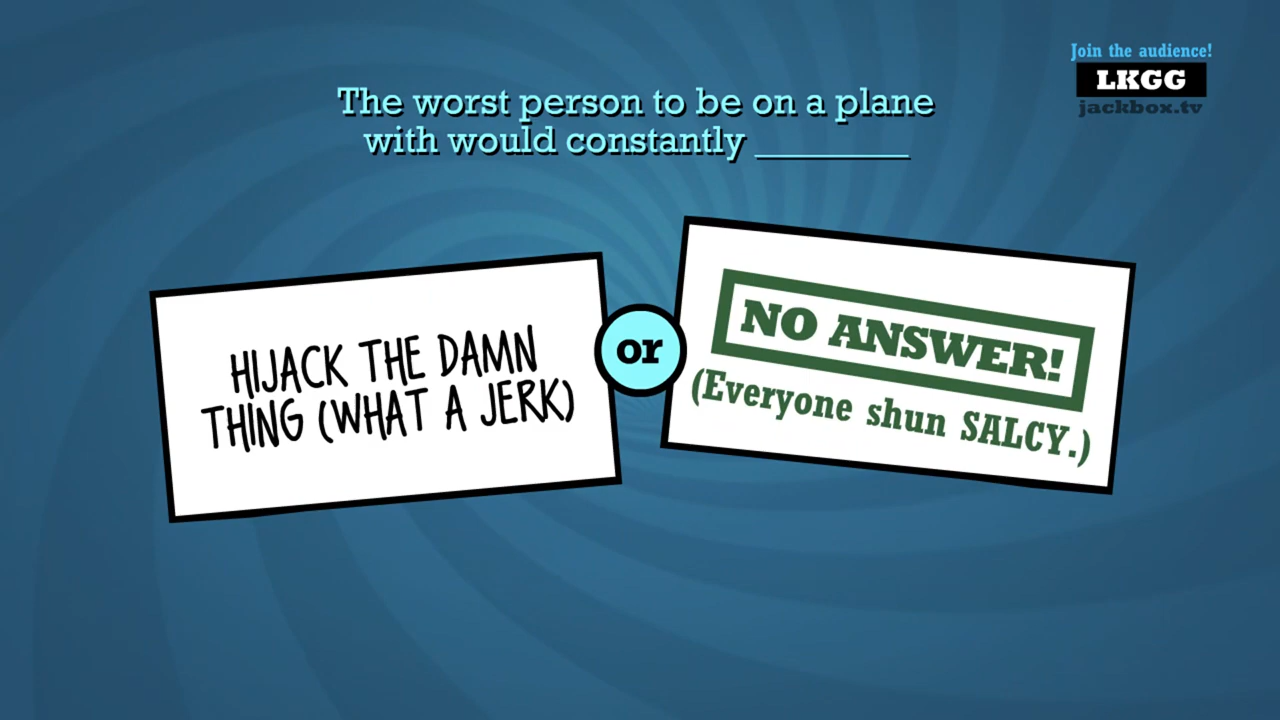 Join the audience!
LKGG
jackbox.tv
The worst person to be on a plane
with would constantly ________
HIJACK THE DAMN
THING (WHAT A JERK)
or
NO ANSWER!
(Everyone shun SALCY.)